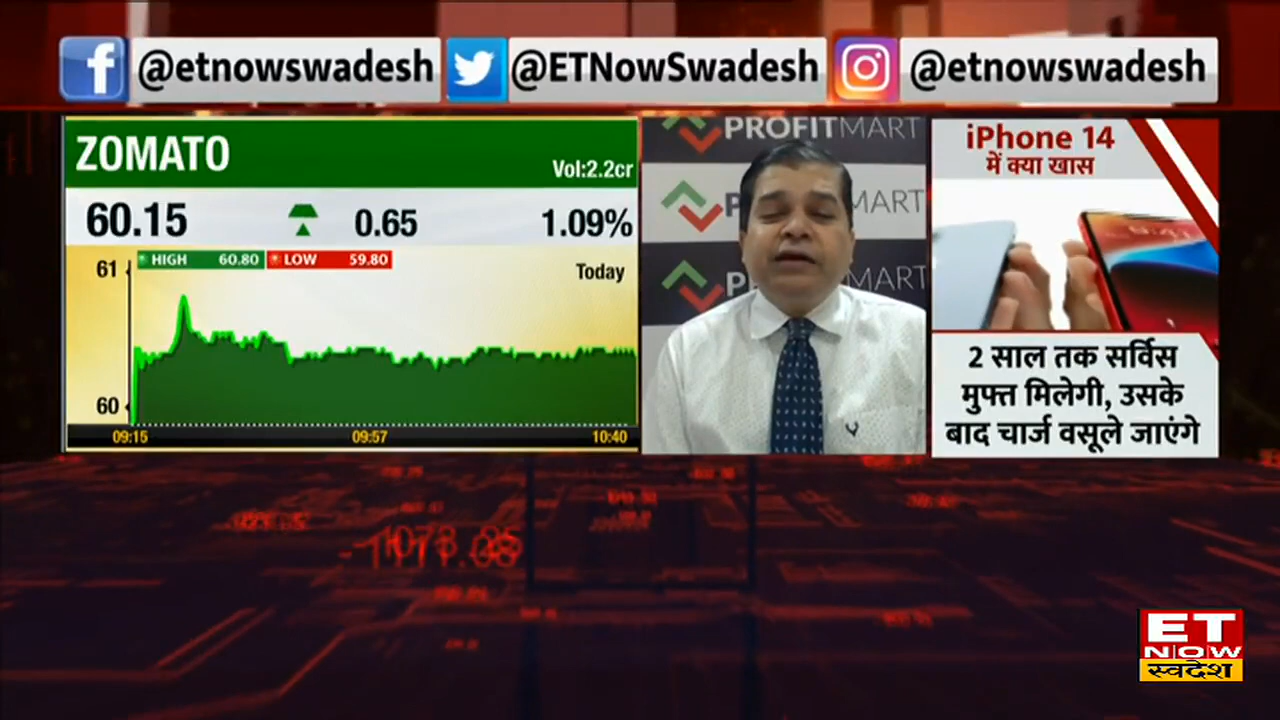 @etnowswadesh
@ETNowSwadesh
@etnowswadesh
ZOMATO
Vol:2.2cr
60.15
0.65
1.09%
HIGH 60.80
LOW 59.80
Today
61
60
09:15
09:57
10:40
PROFITMART
MART
PROFITMART
iPhone 14
में क्या खास
2 साल तक सर्विस
मुफ्त मिलेगी, उसके
बाद चार्ज वसूले जाएंगे
ET
NOW
स्वदेश